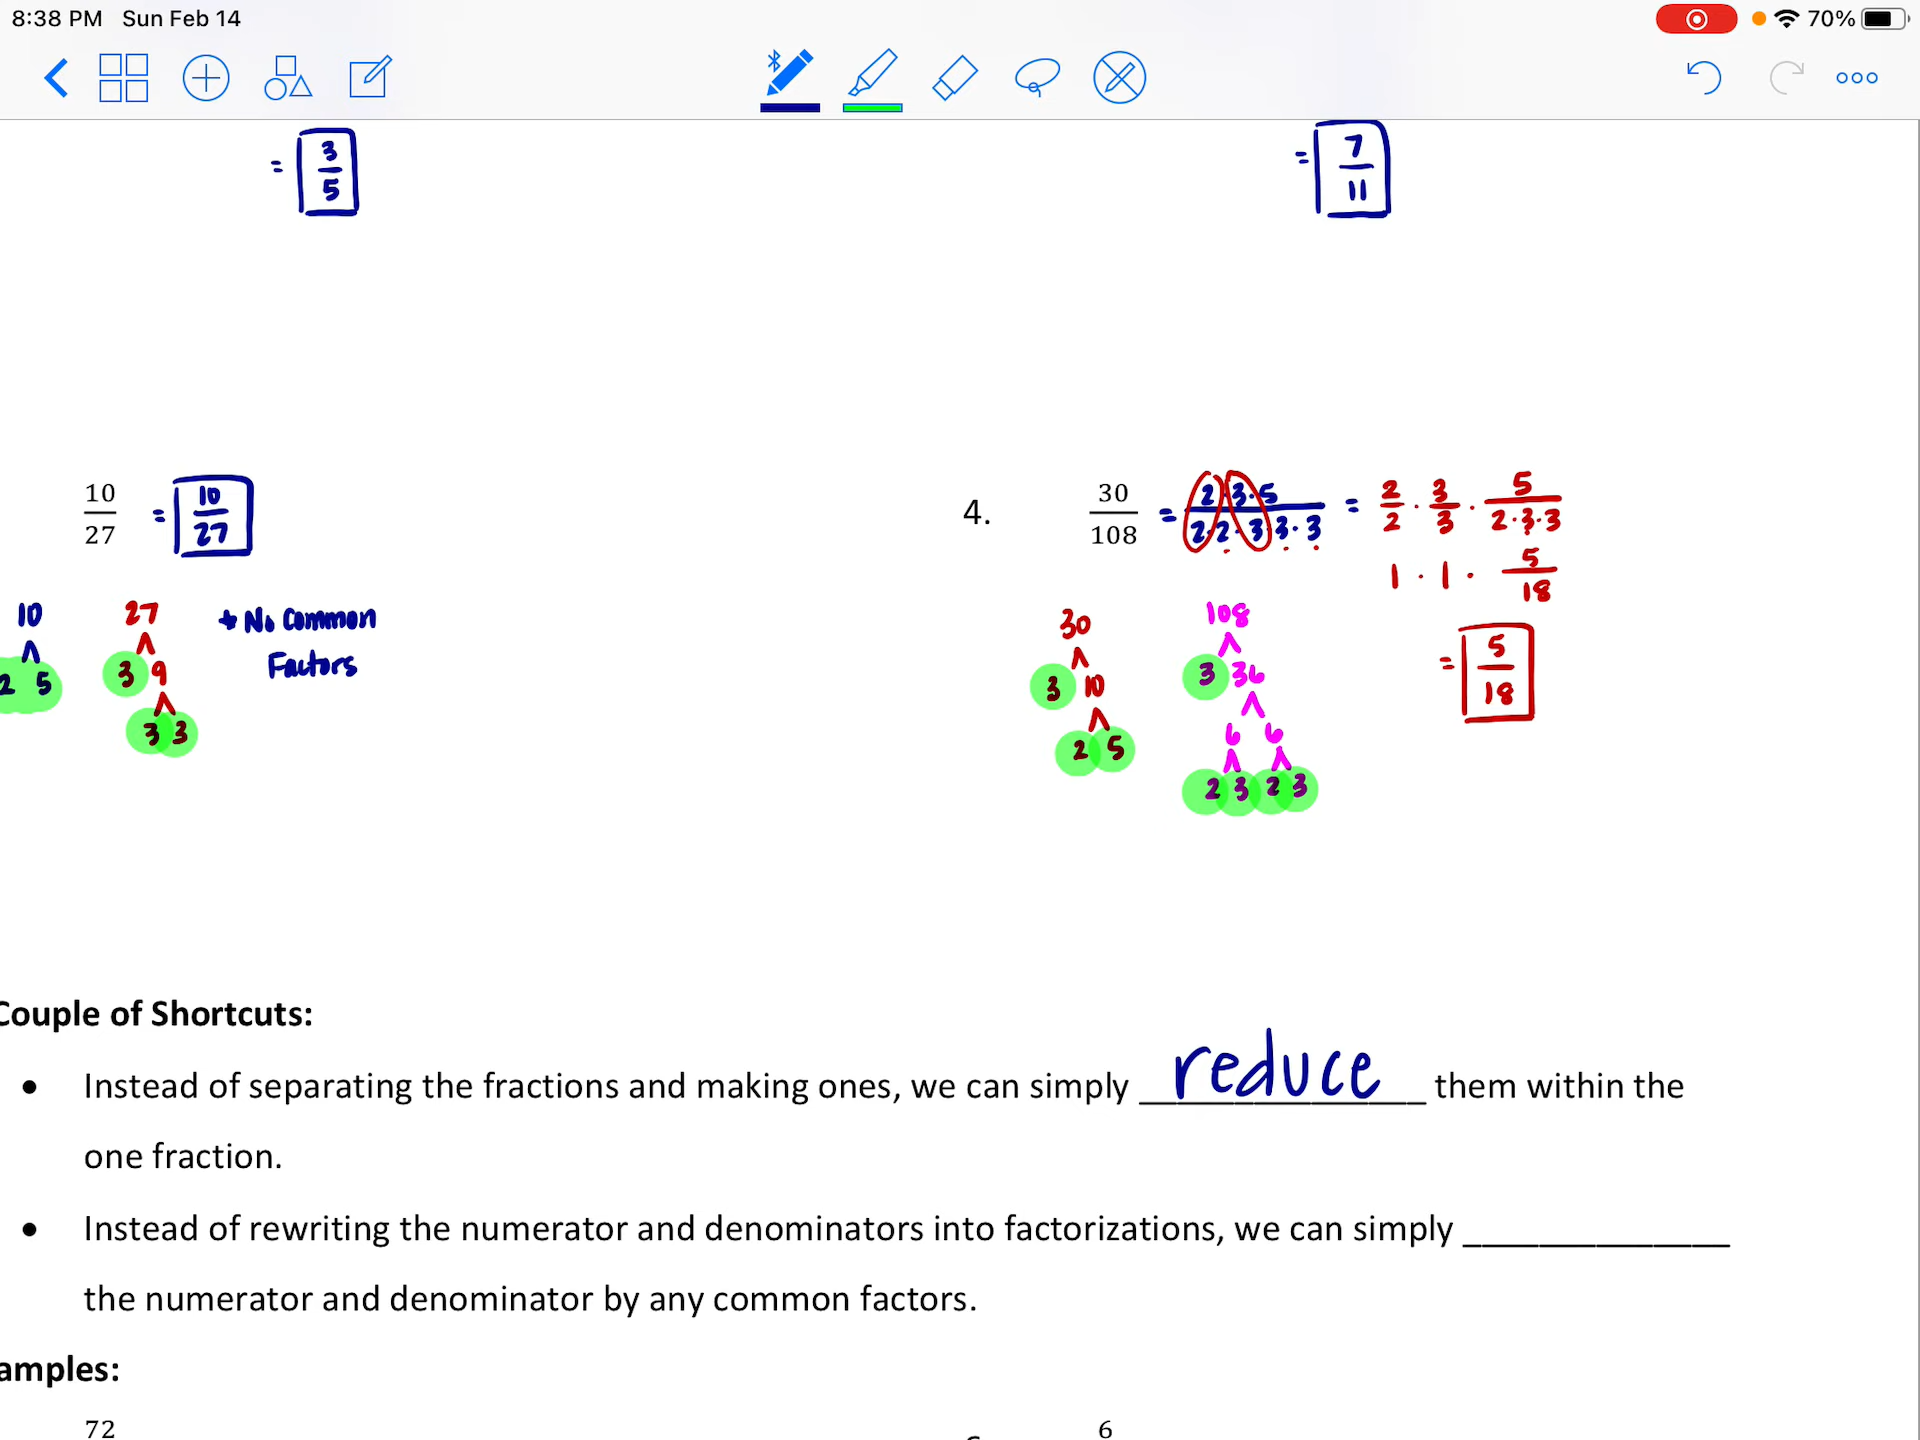 8:38 PM Sun Feb 14
70%
= 3/5
= 7/11
10/27 = 10/27
10
2 5
27
3 9
3 3
* No Common
Factors
4. 30/108 = 2·3·5/2·2·3·3·3 = 2/2 · 3/3 · 5/2·3·3
1 · 1 · 5/18
= 5/18
30
3 10
2 5
108
3 36
6 6
2 3 2 3
Couple of Shortcuts:
• Instead of separating the fractions and making ones, we can simply reduce them within the
one fraction.
• Instead of rewriting the numerator and denominators into factorizations, we can simply ______________
the numerator and denominator by any common factors.
amples:
72
6